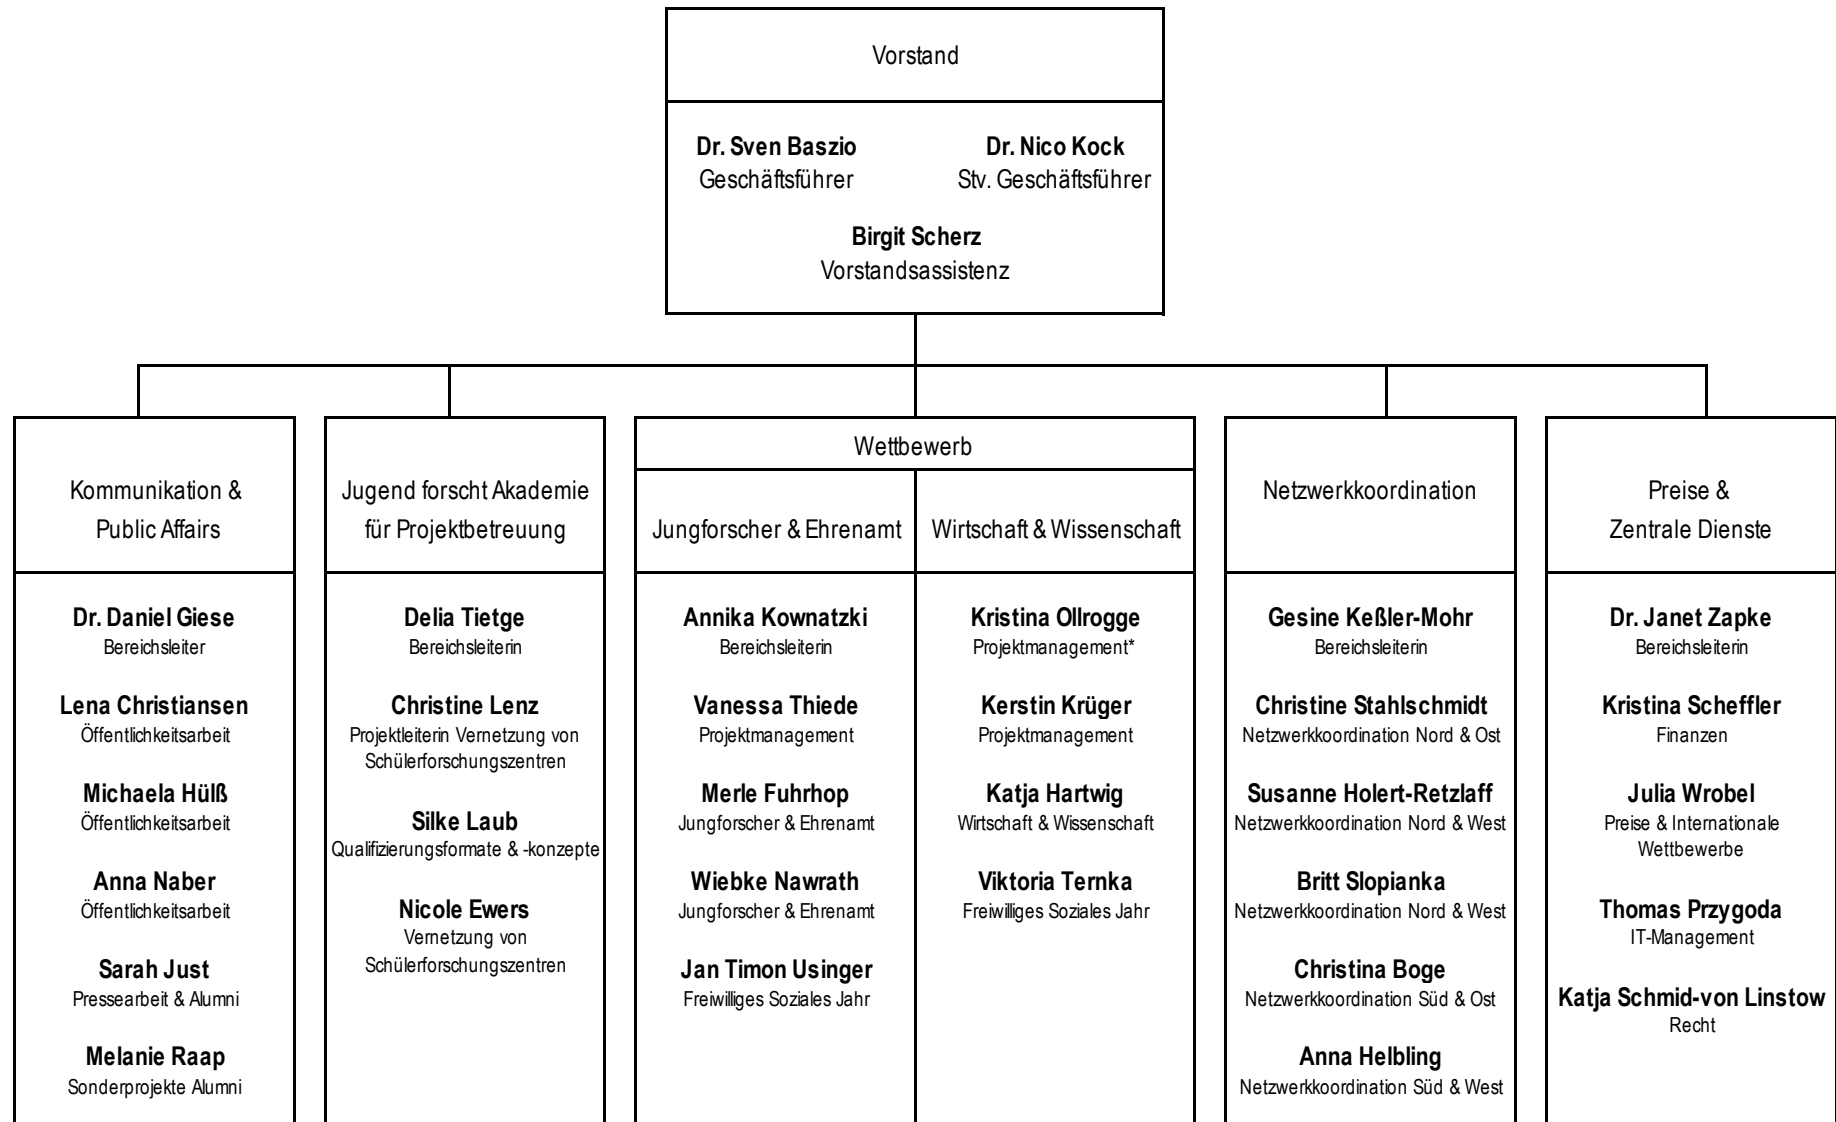 Vorstand
Dr. Sven Baszio
Geschäftsführer
Dr. Nico Kock
Stv. Geschäftsführer
Birgit Scherz
Vorstandsassistenz
Kommunikation &
Public Affairs
Dr. Daniel Giese
Bereichsleiter
Lena Christiansen
Öffentlichkeitsarbeit
Michaela Hülß
Öffentlichkeitsarbeit
Anna Naber
Öffentlichkeitsarbeit
Sarah Just
Pressearbeit & Alumni
Melanie Raap
Sonderprojekte Alumni
Jugend forscht Akademie
für Projektbetreuung
Delia Tietge
Bereichsleiterin
Christine Lenz
Projektleiterin Vernetzung von
Schülerforschungszentren
Silke Laub
Qualifizierungsformate & -konzepte
Nicole Ewers
Vernetzung von
Schülerforschungszentren
Wettbewerb
Jungforscher & Ehrenamt
Annika Kownatzki
Bereichsleiterin
Vanessa Thiede
Projektmanagement
Merle Fuhrhop
Jungforscher & Ehrenamt
Wiebke Nawrath
Jungforscher & Ehrenamt
Jan Timon Usinger
Freiwilliges Soziales Jahr
Wirtschaft & Wissenschaft
Kristina Ollrogge
Projektmanagement*
Kerstin Krüger
Projektmanagement
Katja Hartwig
Wirtschaft & Wissenschaft
Viktoria Ternka
Freiwilliges Soziales Jahr
Netzwerkkoordination
Gesine Keßler-Mohr
Bereichsleiterin
Christine Stahlschmidt
Netzwerkkoordination Nord & Ost
Susanne Holert-Retzlaff
Netzwerkkoordination Nord & West
Britt Slopianka
Netzwerkkoordination Nord & West
Christina Boge
Netzwerkkoordination Süd & Ost
Anna Helbling
Netzwerkkoordination Süd & West
Preise &
Zentrale Dienste
Dr. Janet Zapke
Bereichsleiterin
Kristina Scheffler
Finanzen
Julia Wrobel
Preise & Internationale
Wettbewerbe
Thomas Przygoda
IT-Management
Katja Schmid-von Linstow
Recht